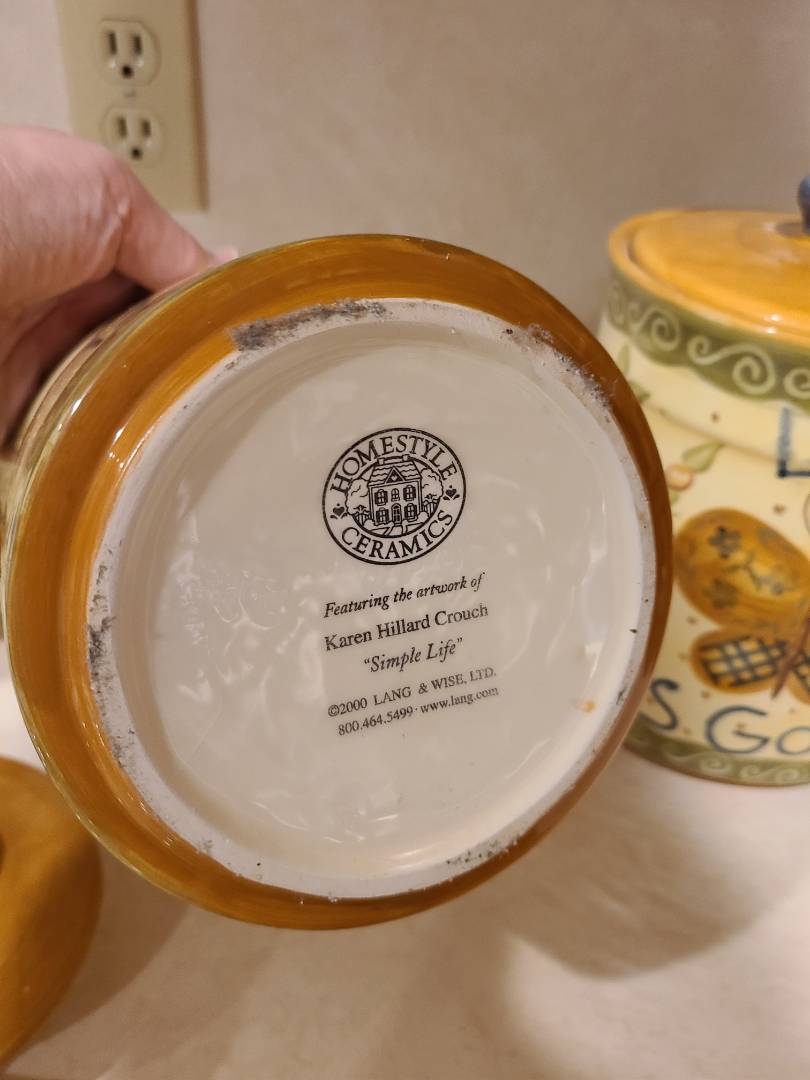 HOMESTYLE
CERAMICS
Featuring the artwork of
Karen Hillard Crouch
“Simple Life”
©2000 LANG & WISE, LTD.
800.464.5499 · www.lang.com